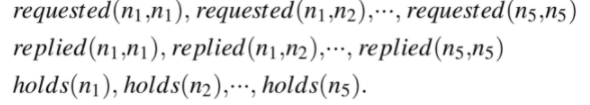 requested(n₁,n₁), requested(n₁,n₂),⋯, requested(n₅,n₅)
replied(n₁,n₁), replied(n₁,n₂),⋯, replied(n₅,n₅)
holds(n₁), holds(n₂),⋯, holds(n₅).